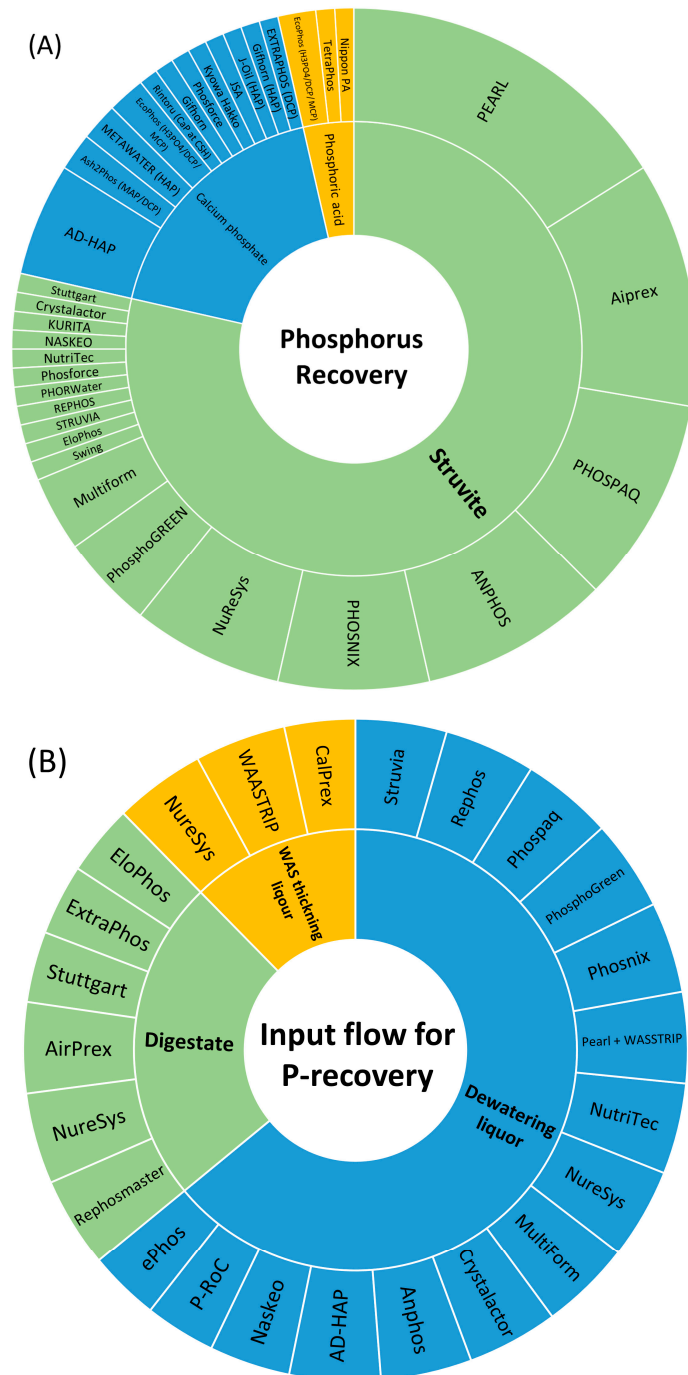 (A)
Phosphorus
Recovery
Struvite
PEARL
Aiprex
PHOSPAQ
ANPHOS
PHOSNIX
NuReSys
PhosphoGREEN
Multiform
Swing
EloPhos
STRUVIA
REPHOS
PHORWater
Phosforce
NutriTec
NASKEO
KURITA
Crystalactor
Stuttgart
Calcium phosphate
AD-HAP
Ash2Phos (MAP/DCP)
METAWATER (HAP)
EcoPhos (H3PO4/DCP/
MCP)
Rintoru (CaP at CSH)
Gifhorn
Phosforce
Kyowa Hakko
JSA
J-Oil (HAP)
Gifhorn (HAP)
EXTRAPHOS (DCP)
Phosphoric acid
EcoPhos (H3PO4/DCP/MCP)
TetraPhos
Nippon PA
(B)
Input flow for
P-recovery
Dewatering
liquor
Struvia
Rephos
Phospaq
PhosphoGreen
Phosnix
Pearl + WASSTRIP
NutriTec
NureSys
MultiForm
Crystalactor
Anphos
AD-HAP
Naskeo
P-RoC
ePhos
Digestate
Rephosmaster
NureSys
AirPrex
Stuttgart
ExtraPhos
EloPhos
WAS thickning
liqour
NureSys
WAASTRIP
CalPrex